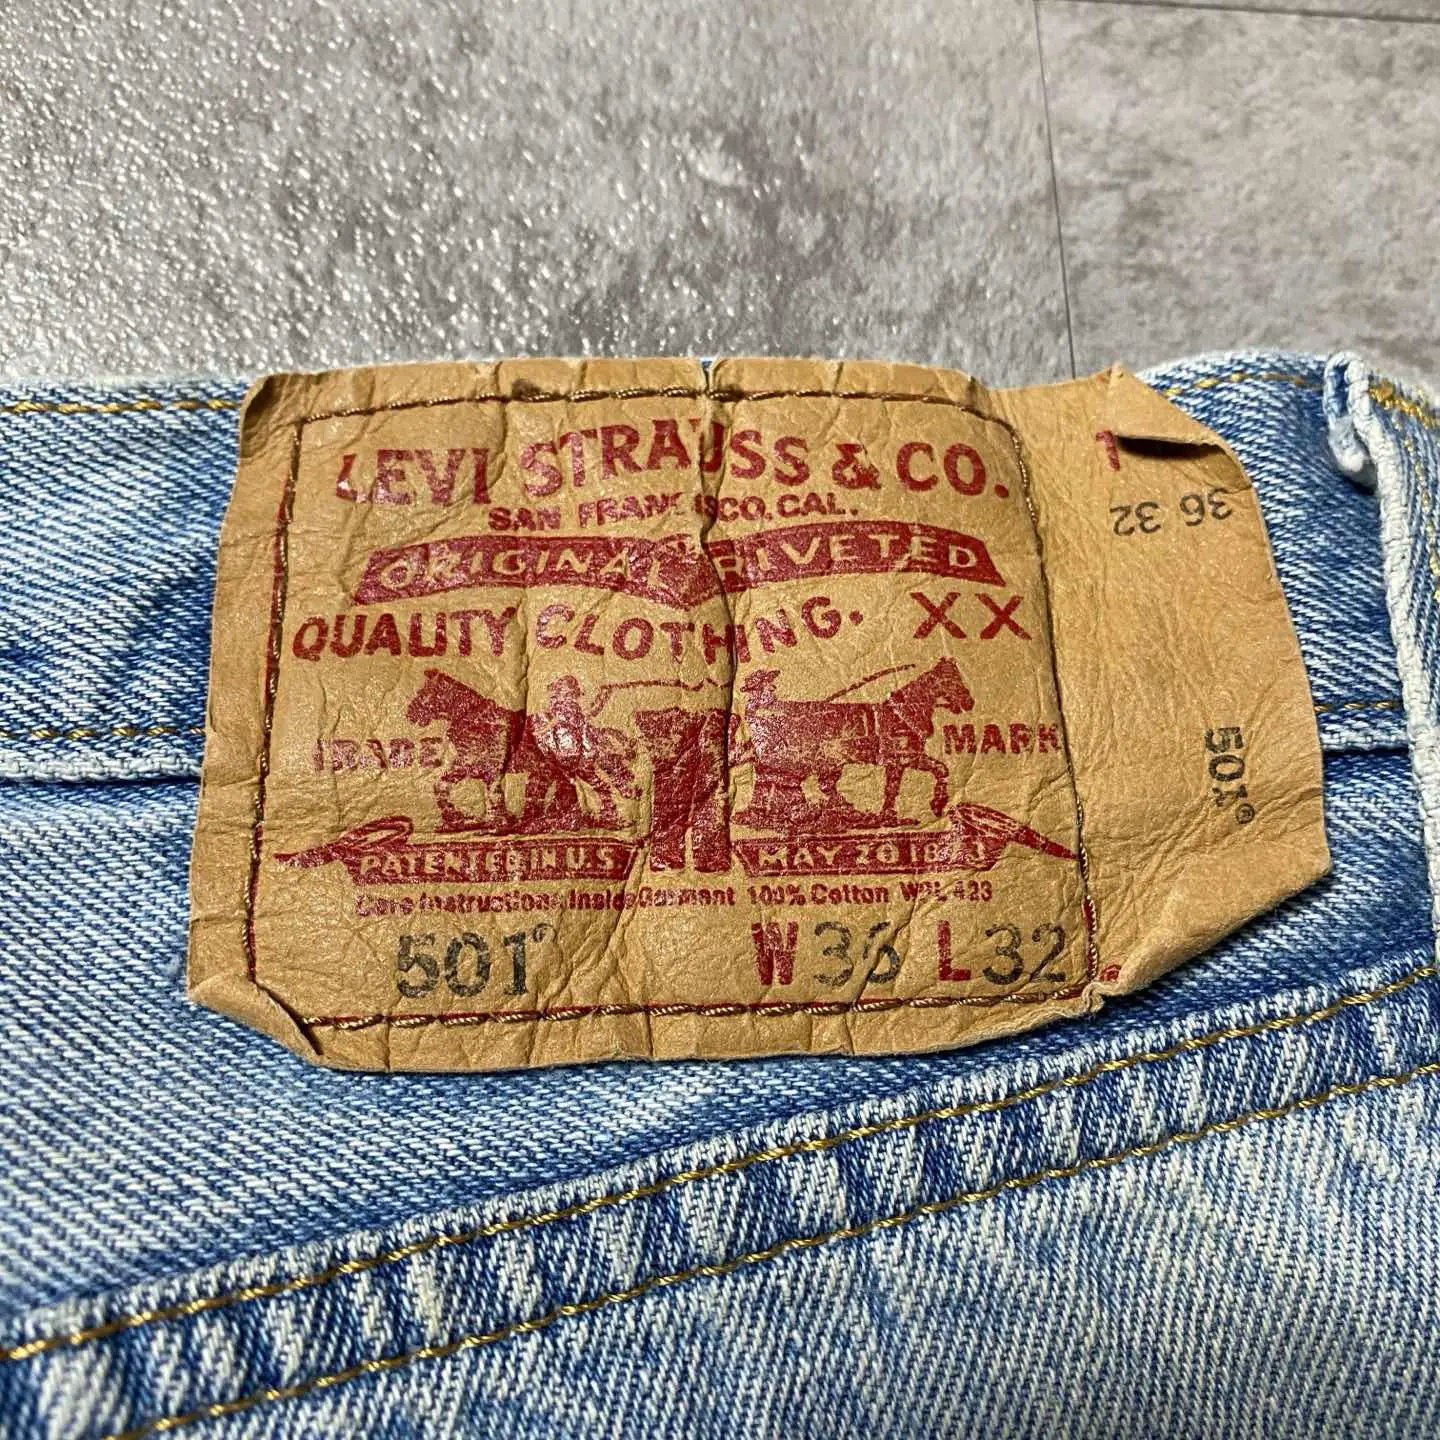 LEVI STRAUSS & CO.
SAN FRANCISCO, CAL.
ORIGINAL RIVETED
QUALITY CLOTHING. XX
TRADE MARK
PATENTED IN U.S. MAY 20 1873
Care Instructions Inside Garment 100% Cotton WPL 423
501® W36 L32
®
1
36 32
501®